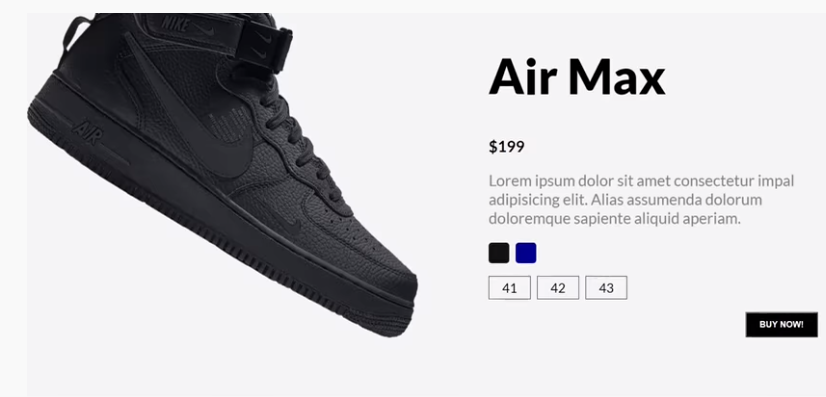 NIKE
AIR
Air Max
$199
Lorem ipsum dolor sit amet consectetur impal
adipisicing elit. Alias assumenda dolorum
doloremque sapiente aliquid aperiam.
41 42 43
BUY NOW!